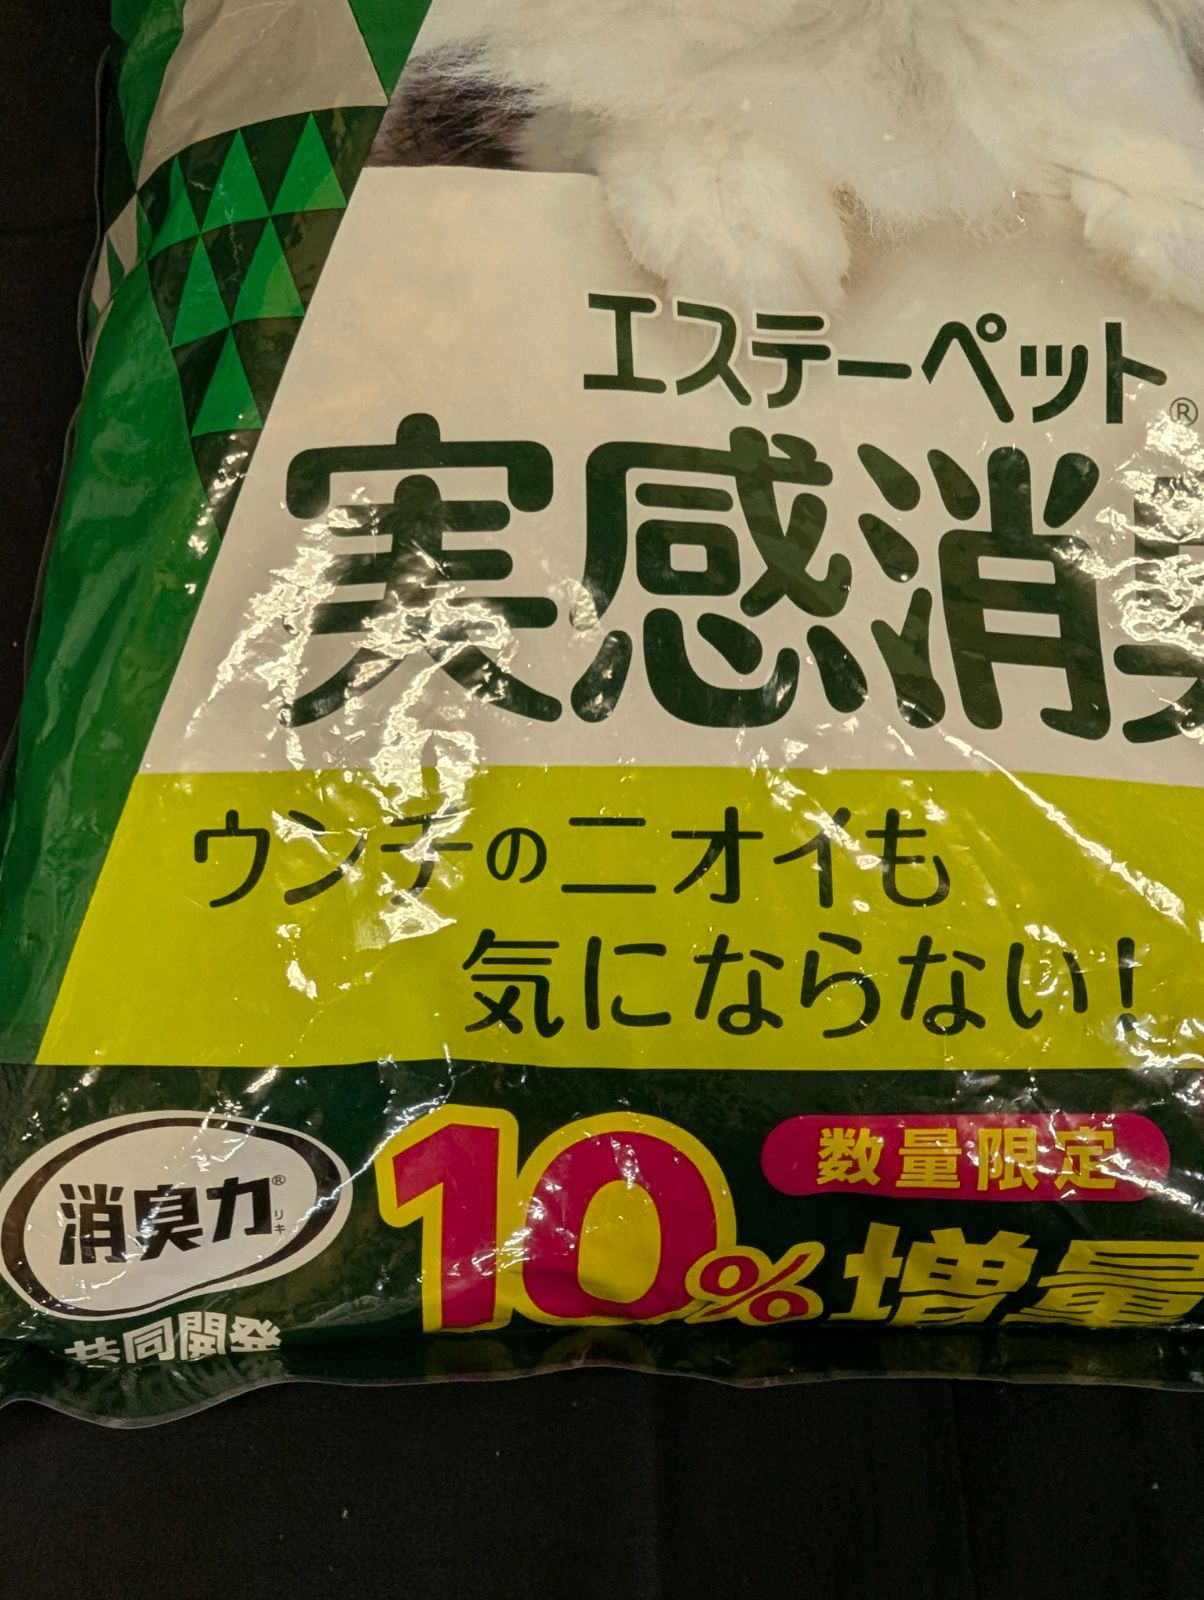 エステーペット®
実感消臭
ウンチのニオイも
気にならない!
消臭力®
リキ
共同開発
数量限定
10%増量